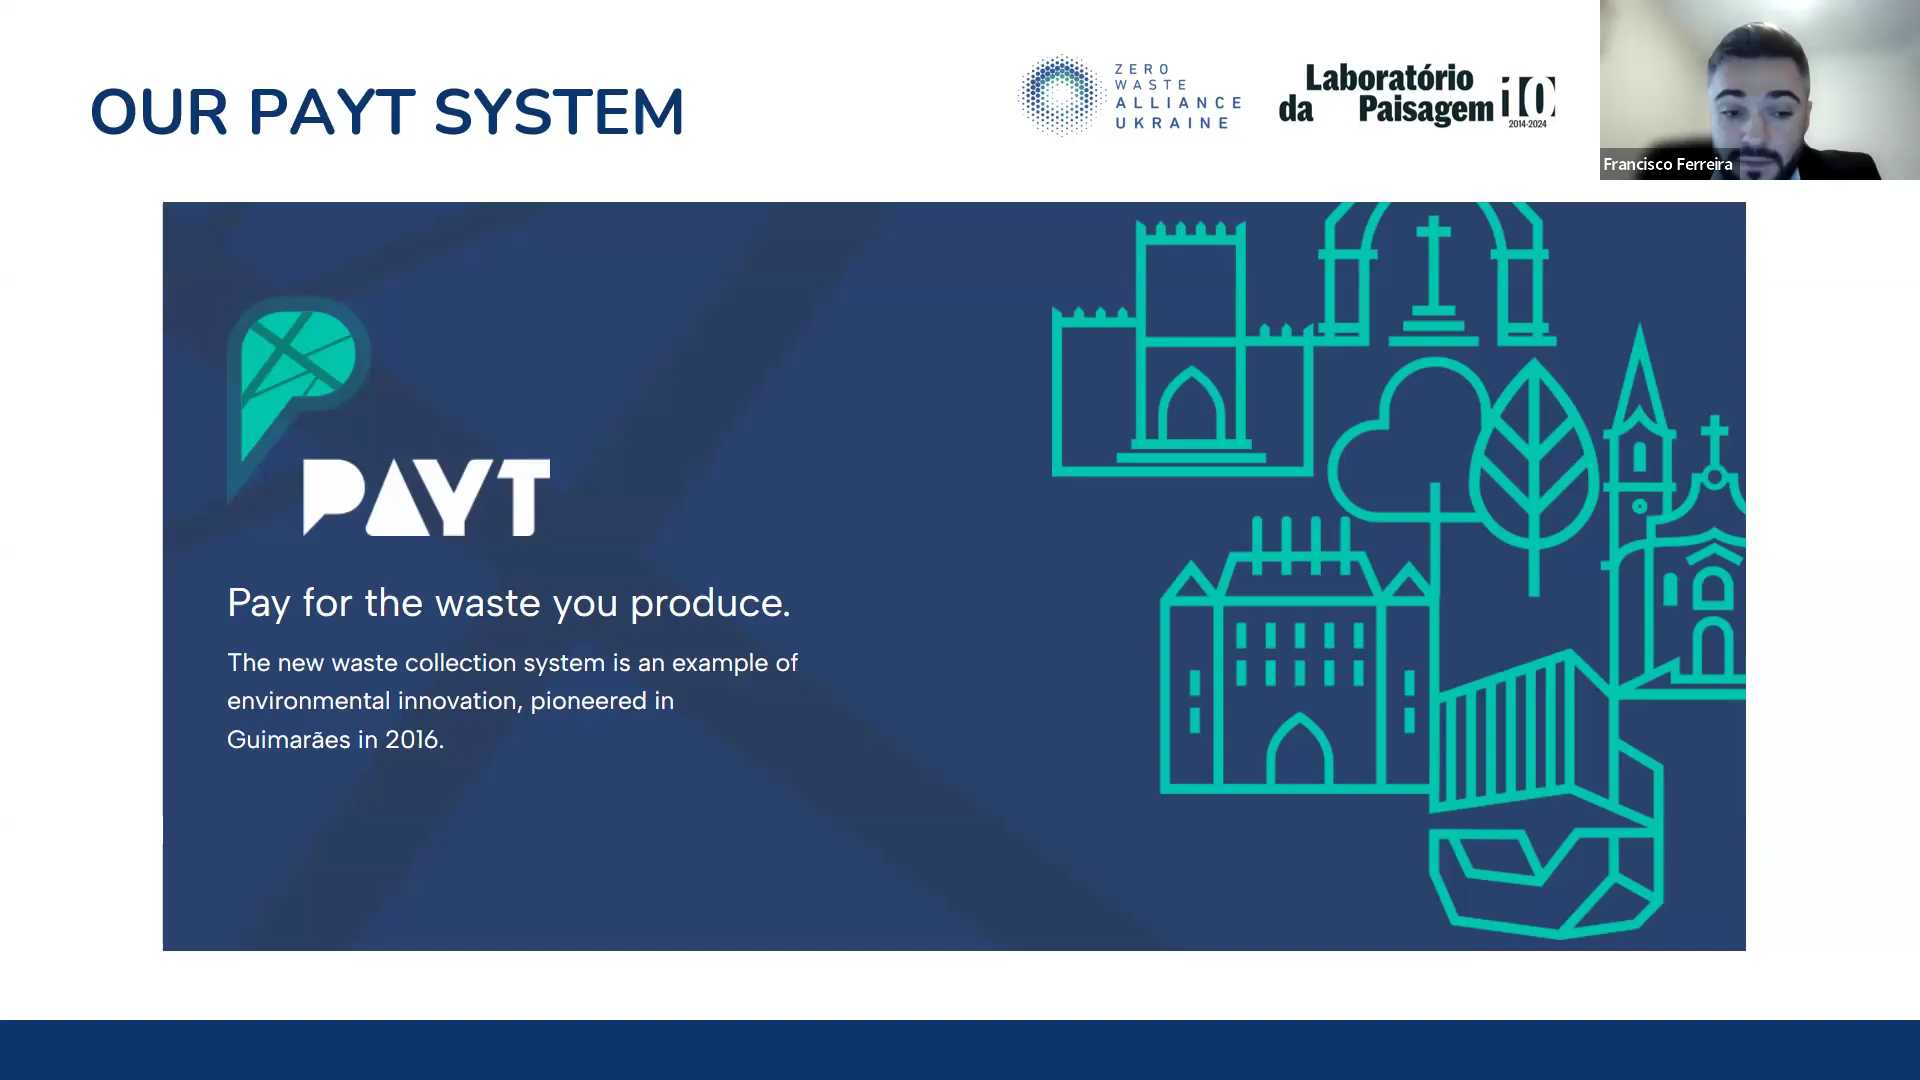 OUR PAYT SYSTEM
ZERO
WASTE
ALLIANCE
UKRAINE
Laboratório
da Paisagem
10
2014-2024
Francisco Ferreira
PAYT
Pay for the waste you produce.
The new waste collection system is an example of
environmental innovation, pioneered in
Guimarães in 2016.